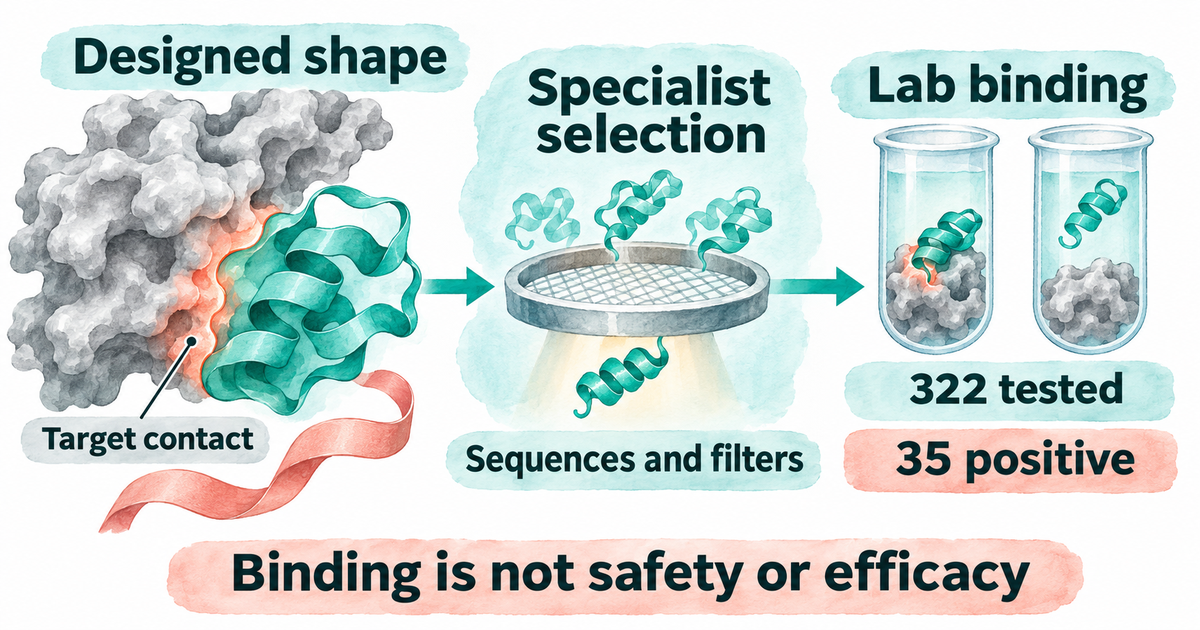 Designed shape
Target contact
Specialist
selection
Sequences and filters
Lab binding
322 tested
35 positive
Binding is not safety or efficacy